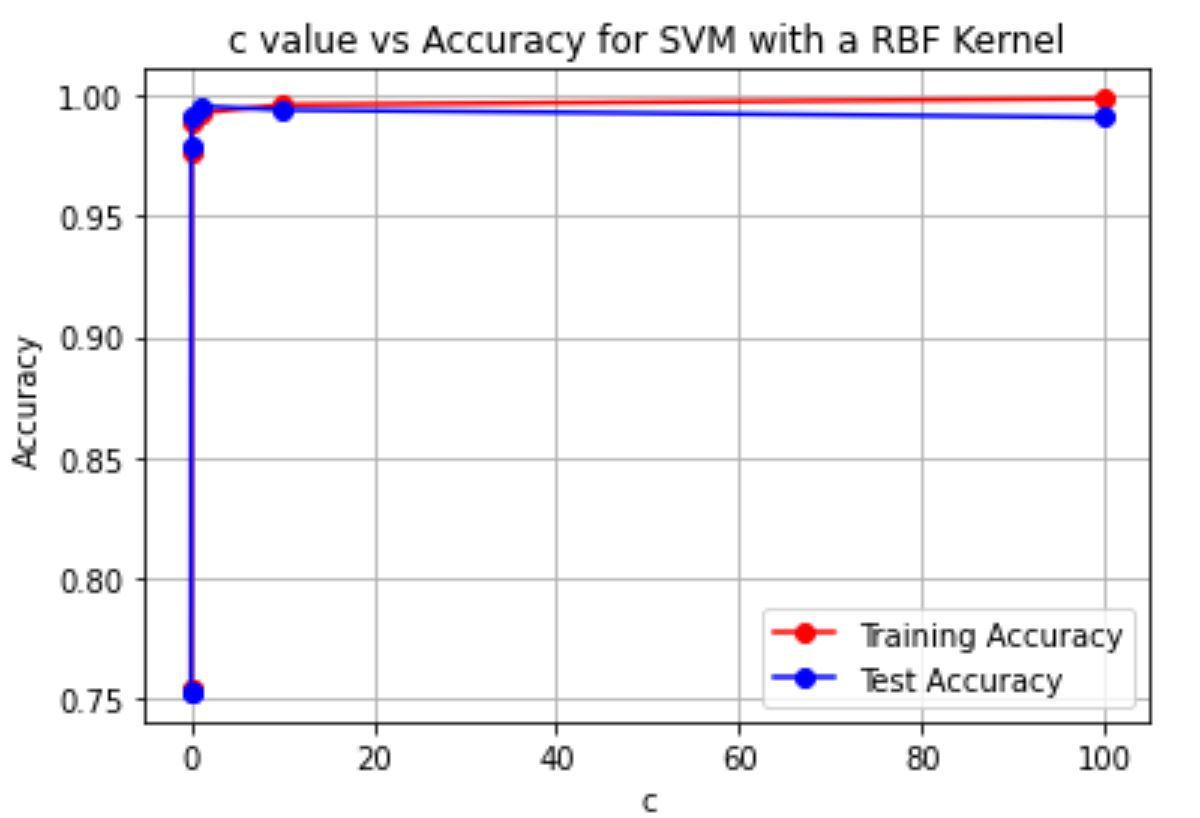 c value vs Accuracy for SVM with a RBF Kernel
1.00
0.95
0.90
0.85
0.80
0.75
Accuracy
Training Accuracy
Test Accuracy
0 20 40 60 80 100
c